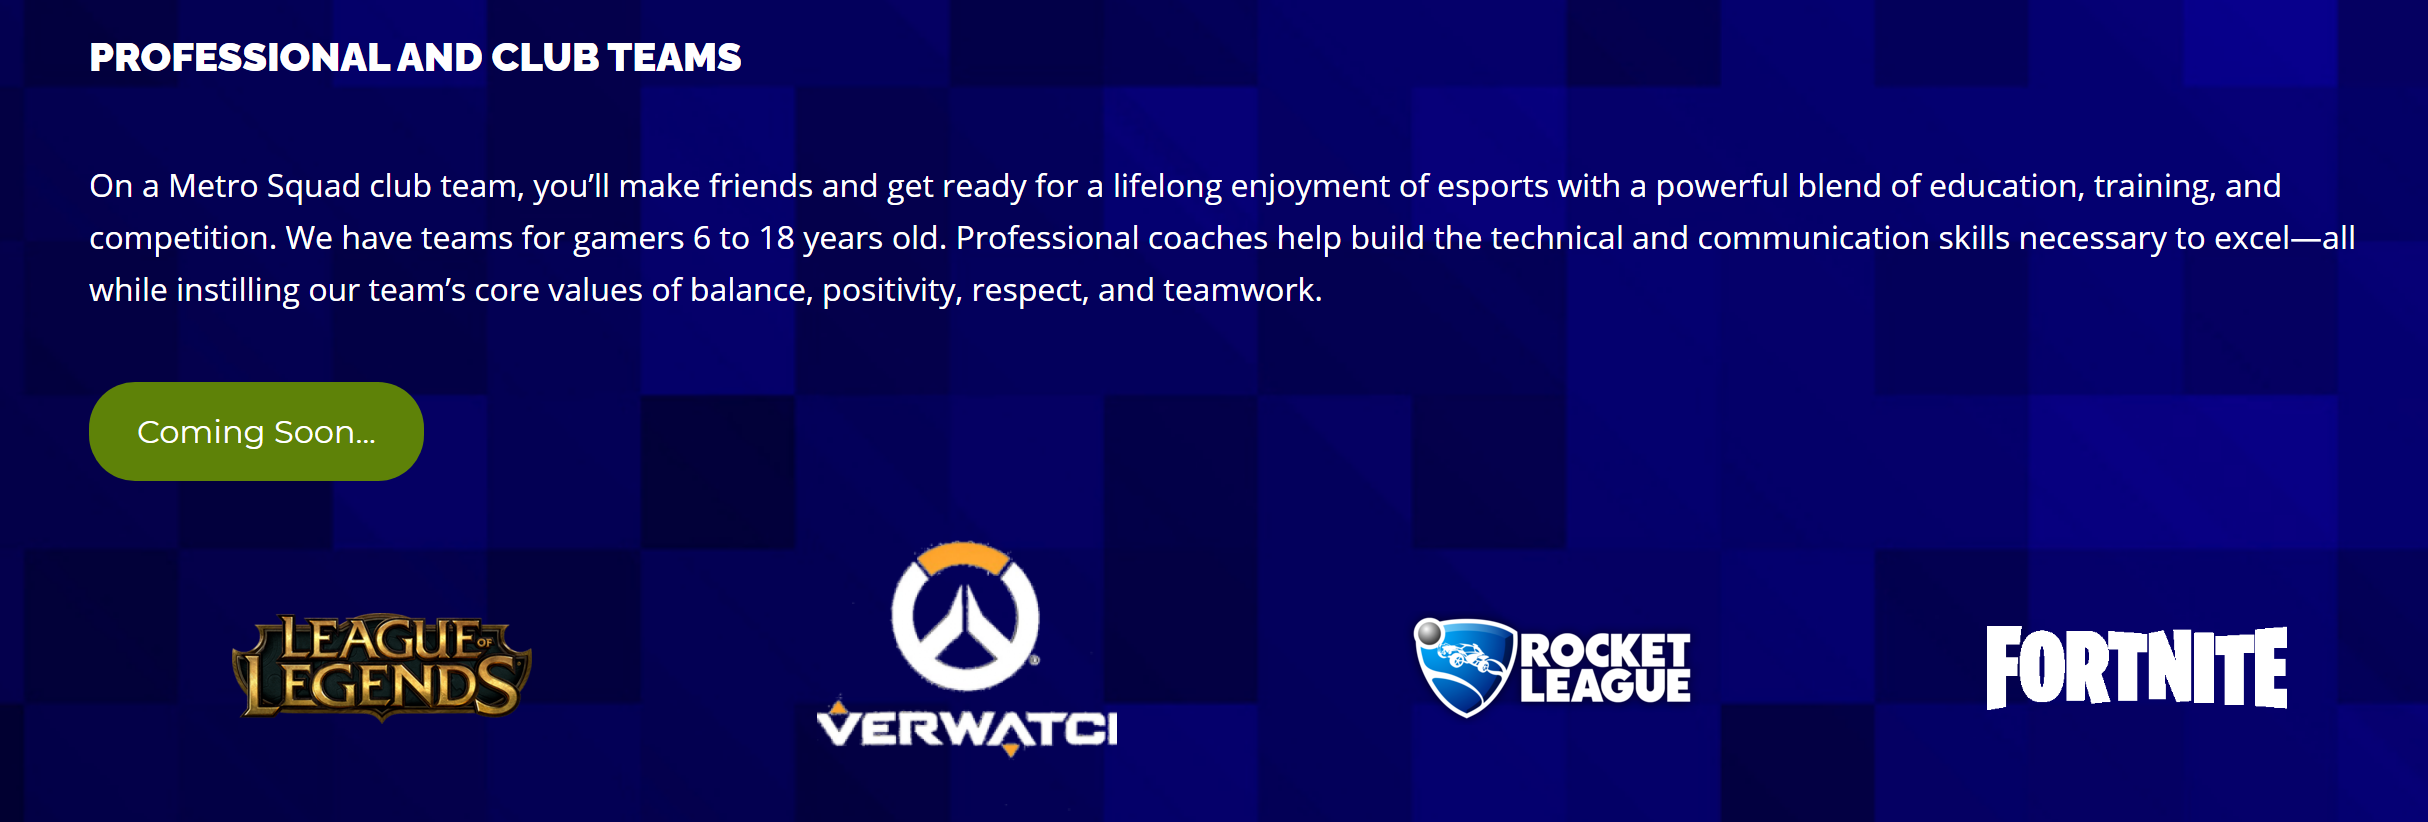 PROFESSIONAL AND CLUB TEAMS
On a Metro Squad club team, you’ll make friends and get ready for a lifelong enjoyment of esports with a powerful blend of education, training, and
competition. We have teams for gamers 6 to 18 years old. Professional coaches help build the technical and communication skills necessary to excel—all
while instilling our team’s core values of balance, positivity, respect, and teamwork.
Coming Soon...
LEAGUE OF
LEGENDS
VERWATC
ROCKET
LEAGUE
FORTNITE